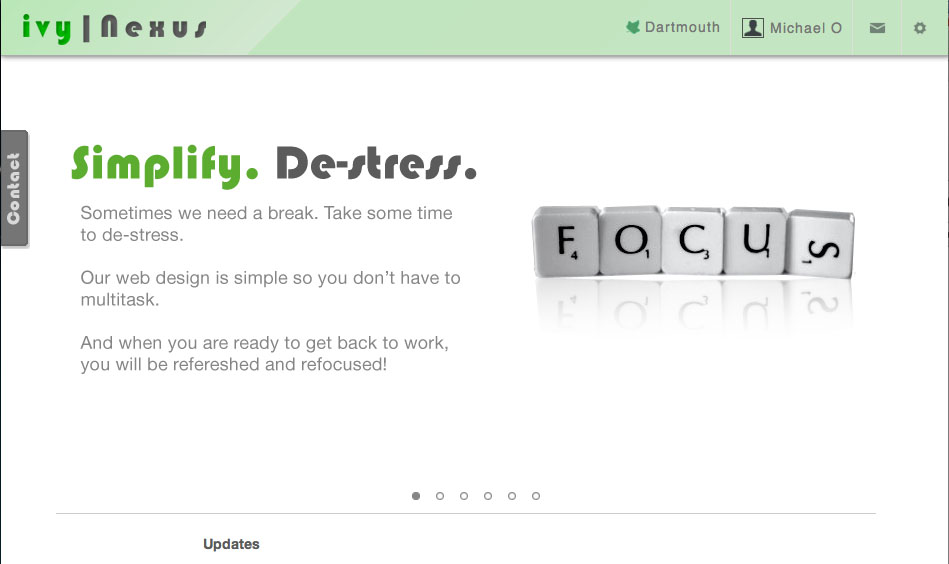 ivy|Nexus
Dartmouth
Michael O
Contact
Simplify. De-stress.
Sometimes we need a break. Take some time
to de-stress.
Our web design is simple so you don't have to
multitask.
And when you are ready to get back to work,
you will be refereshed and refocused!
F4 O1 C3 U1 S1
Updates